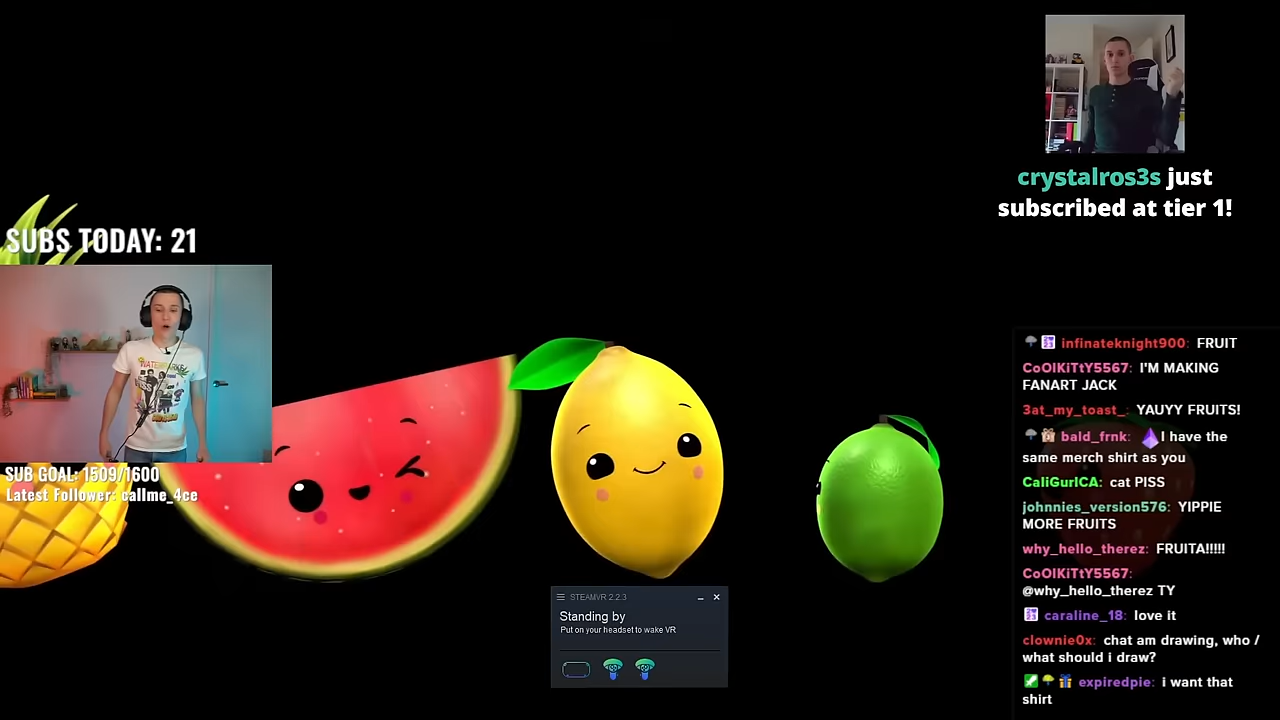 crystalros3s just
subscribed at tier 1!
SUBS TODAY: 21
SUB GOAL: 1509/1600
Latest Follower: callme_4ce
STEAMVR 2.2.3
Standing by
Put on your headset to wake VR
infinateknight900: FRUIT
CoOlKiTtY5567: I'M MAKING
FANART JACK
3at_my_toast_: YAUYY FRUITS!
bald_frnk: I have the
same merch shirt as you
CaliGurlCA: cat PISS
johnnies_version576: YIPPIE
MORE FRUITS
why_hello_therez: FRUITA!!!!!
CoOlKiTtY5567:
@why_hello_therez TY
caraline_18: love it
clownie0x: chat am drawing, who /
what should i draw?
expiredpie: i want that
shirt